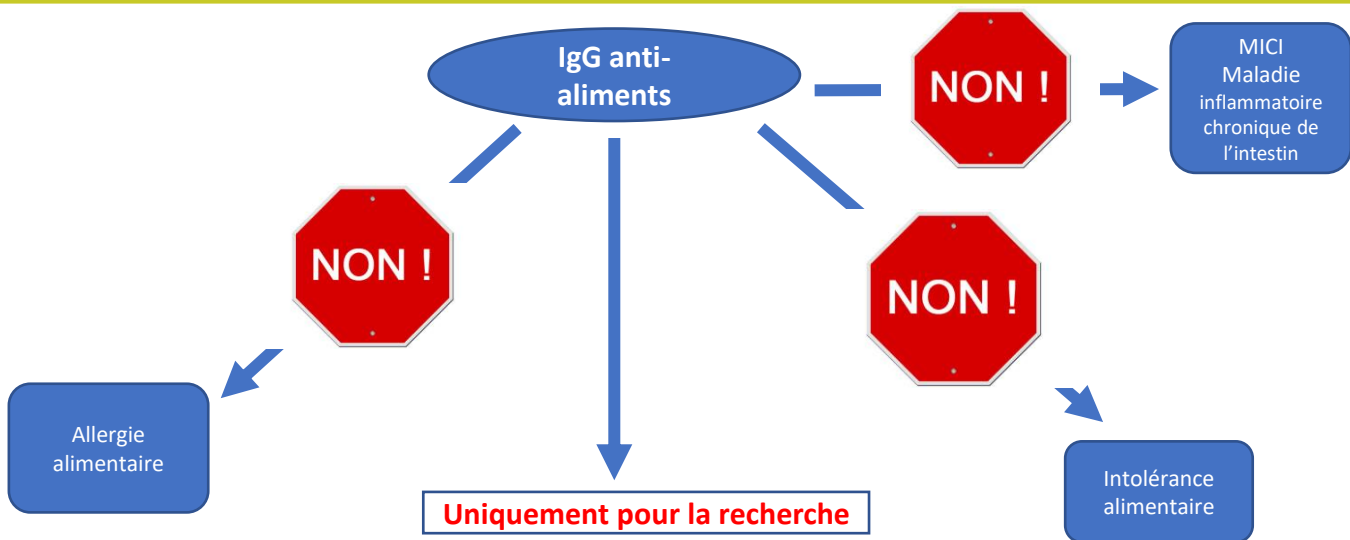 IgG anti-
aliments
NON !
MICI
Maladie
inflammatoire
chronique de
l'intestin
NON !
NON !
Allergie
alimentaire
Intolérance
alimentaire
Uniquement pour la recherche